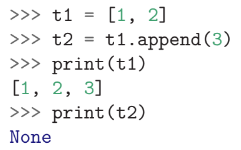 >>> t1 = [1, 2]
>>> t2 = t1.append(3)
>>> print(t1)
[1, 2, 3]
>>> print(t2)
None